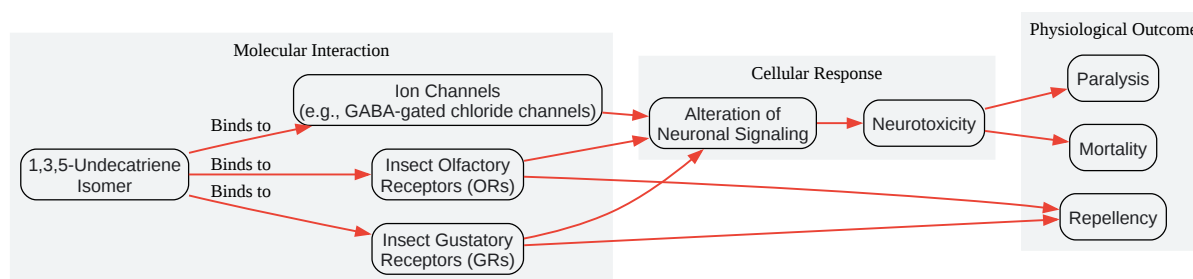 Physiological Outcome
Molecular Interaction
Cellular Response
Ion Channels
(e.g., GABA-gated chloride channels)
Paralysis
Binds to
Alteration of
Neuronal Signaling
Neurotoxicity
1,3,5-Undecatriene
Isomer
Binds to
Insect Olfactory
Receptors (ORs)
Mortality
Binds to
Insect Gustatory
Receptors (GRs)
Repellency